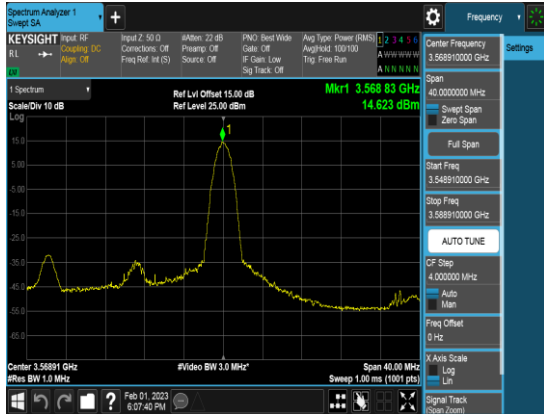 Spectrum Analyzer 1
Swept SA
+
Frequency
KEYSIGHT
RL
Input: RF
Coupling: DC
Align: Off
Input Z: 50 Ω
Corrections: Off
Freq Ref: Int (S)
#Atten: 22 dB
Preamp: Off
Source: Off
PNO: Best Wide
Gate: Off
IF Gain: Low
Sig Track: Off
Avg Type: Power (RMS)
Avg|Hold: 100/100
Trig: Free Run
1 2 3 4 5 6
A W W W W W
A N N N N N
1 Spectrum
Scale/Div 10 dB
Ref Lvl Offset 15.00 dB
Ref Level 25.00 dBm
Mkr1 3.568 83 GHz
14.623 dBm
Log
1
15.0
5.00
-5.00
-15.0
-25.0
-35.0
-45.0
-55.0
-65.0
Center 3.56891 GHz
#Res BW 1.0 MHz
#Video BW 3.0 MHz*
Span 40.00 MHz
Sweep 1.00 ms (1001 pts)
Center Frequency
3.568910000 GHz
Settings
Span
40.0000000 MHz
Swept Span
Zero Span
Full Span
Start Freq
3.548910000 GHz
Stop Freq
3.588910000 GHz
AUTO TUNE
CF Step
4.000000 MHz
Auto
Man
Freq Offset
0 Hz
X Axis Scale
Log
Lin
Signal Track
(Span Zoom)
?
Feb 01, 2023
6:07:40 PM